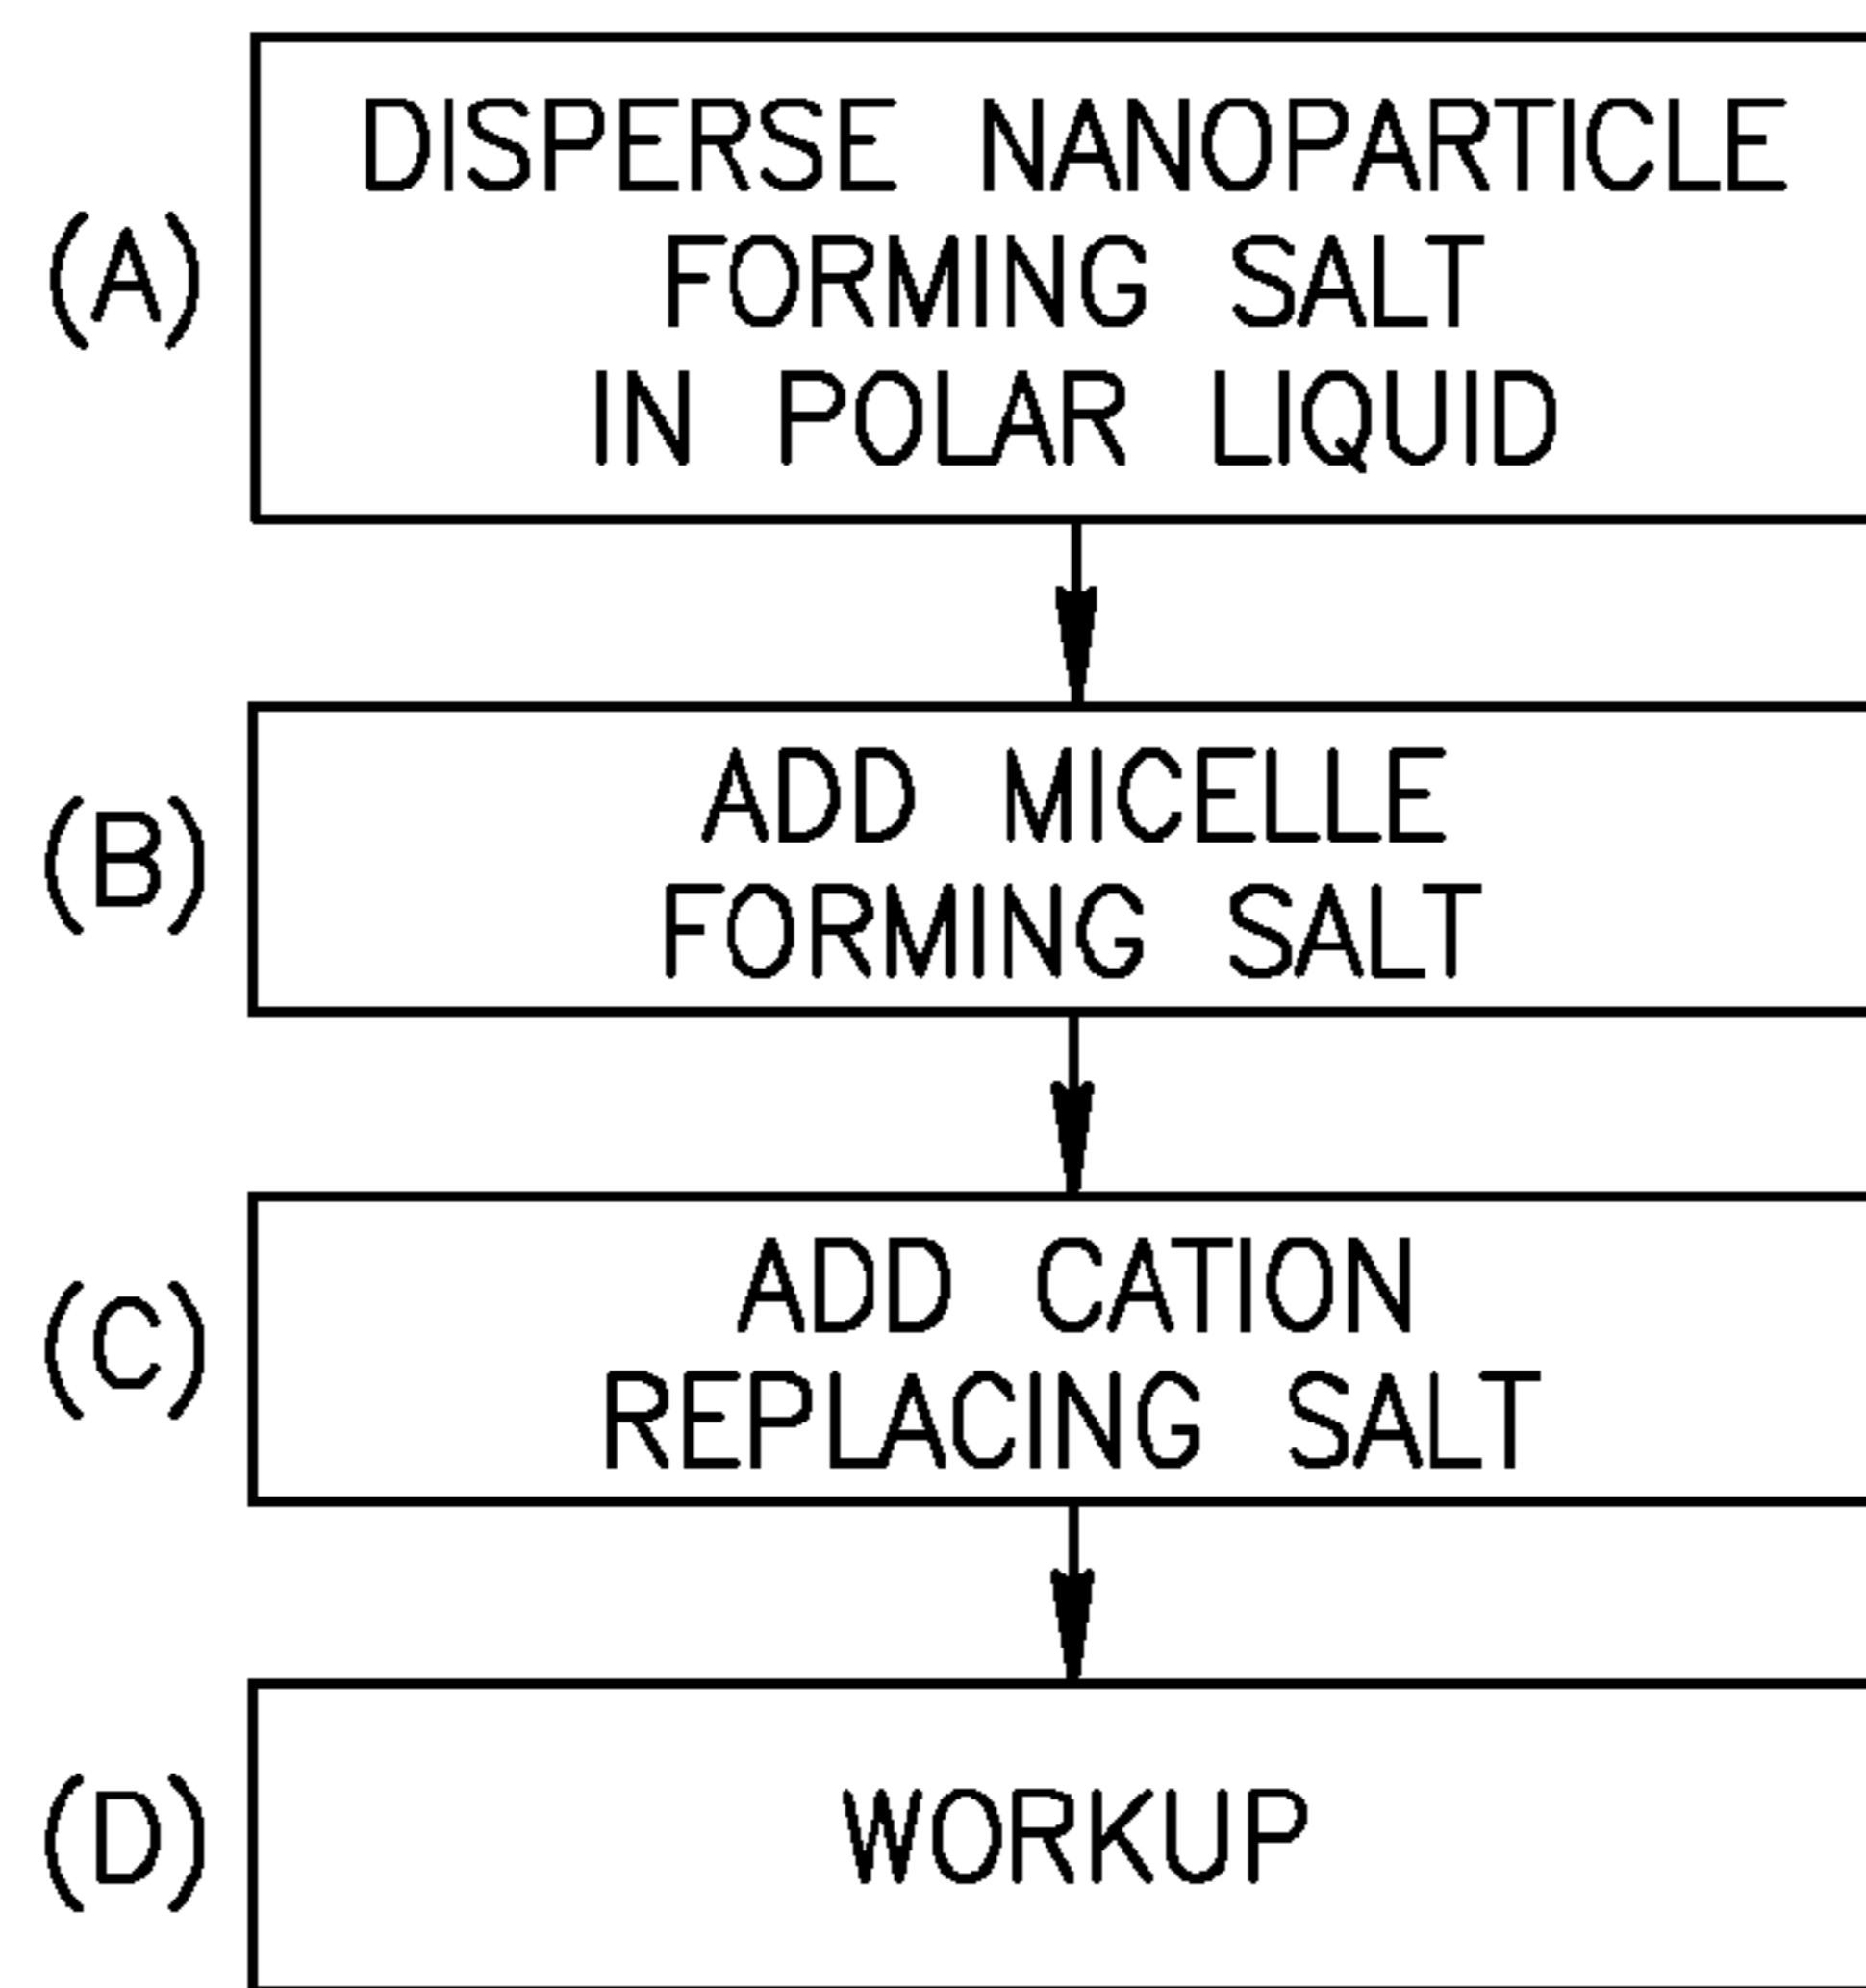 (A)
DISPERSE NANOPARTICLE
FORMING SALT
IN POLAR LIQUID
(B)
ADD MICELLE
FORMING SALT
(C)
ADD CATION
REPLACING SALT
(D)
WORKUP